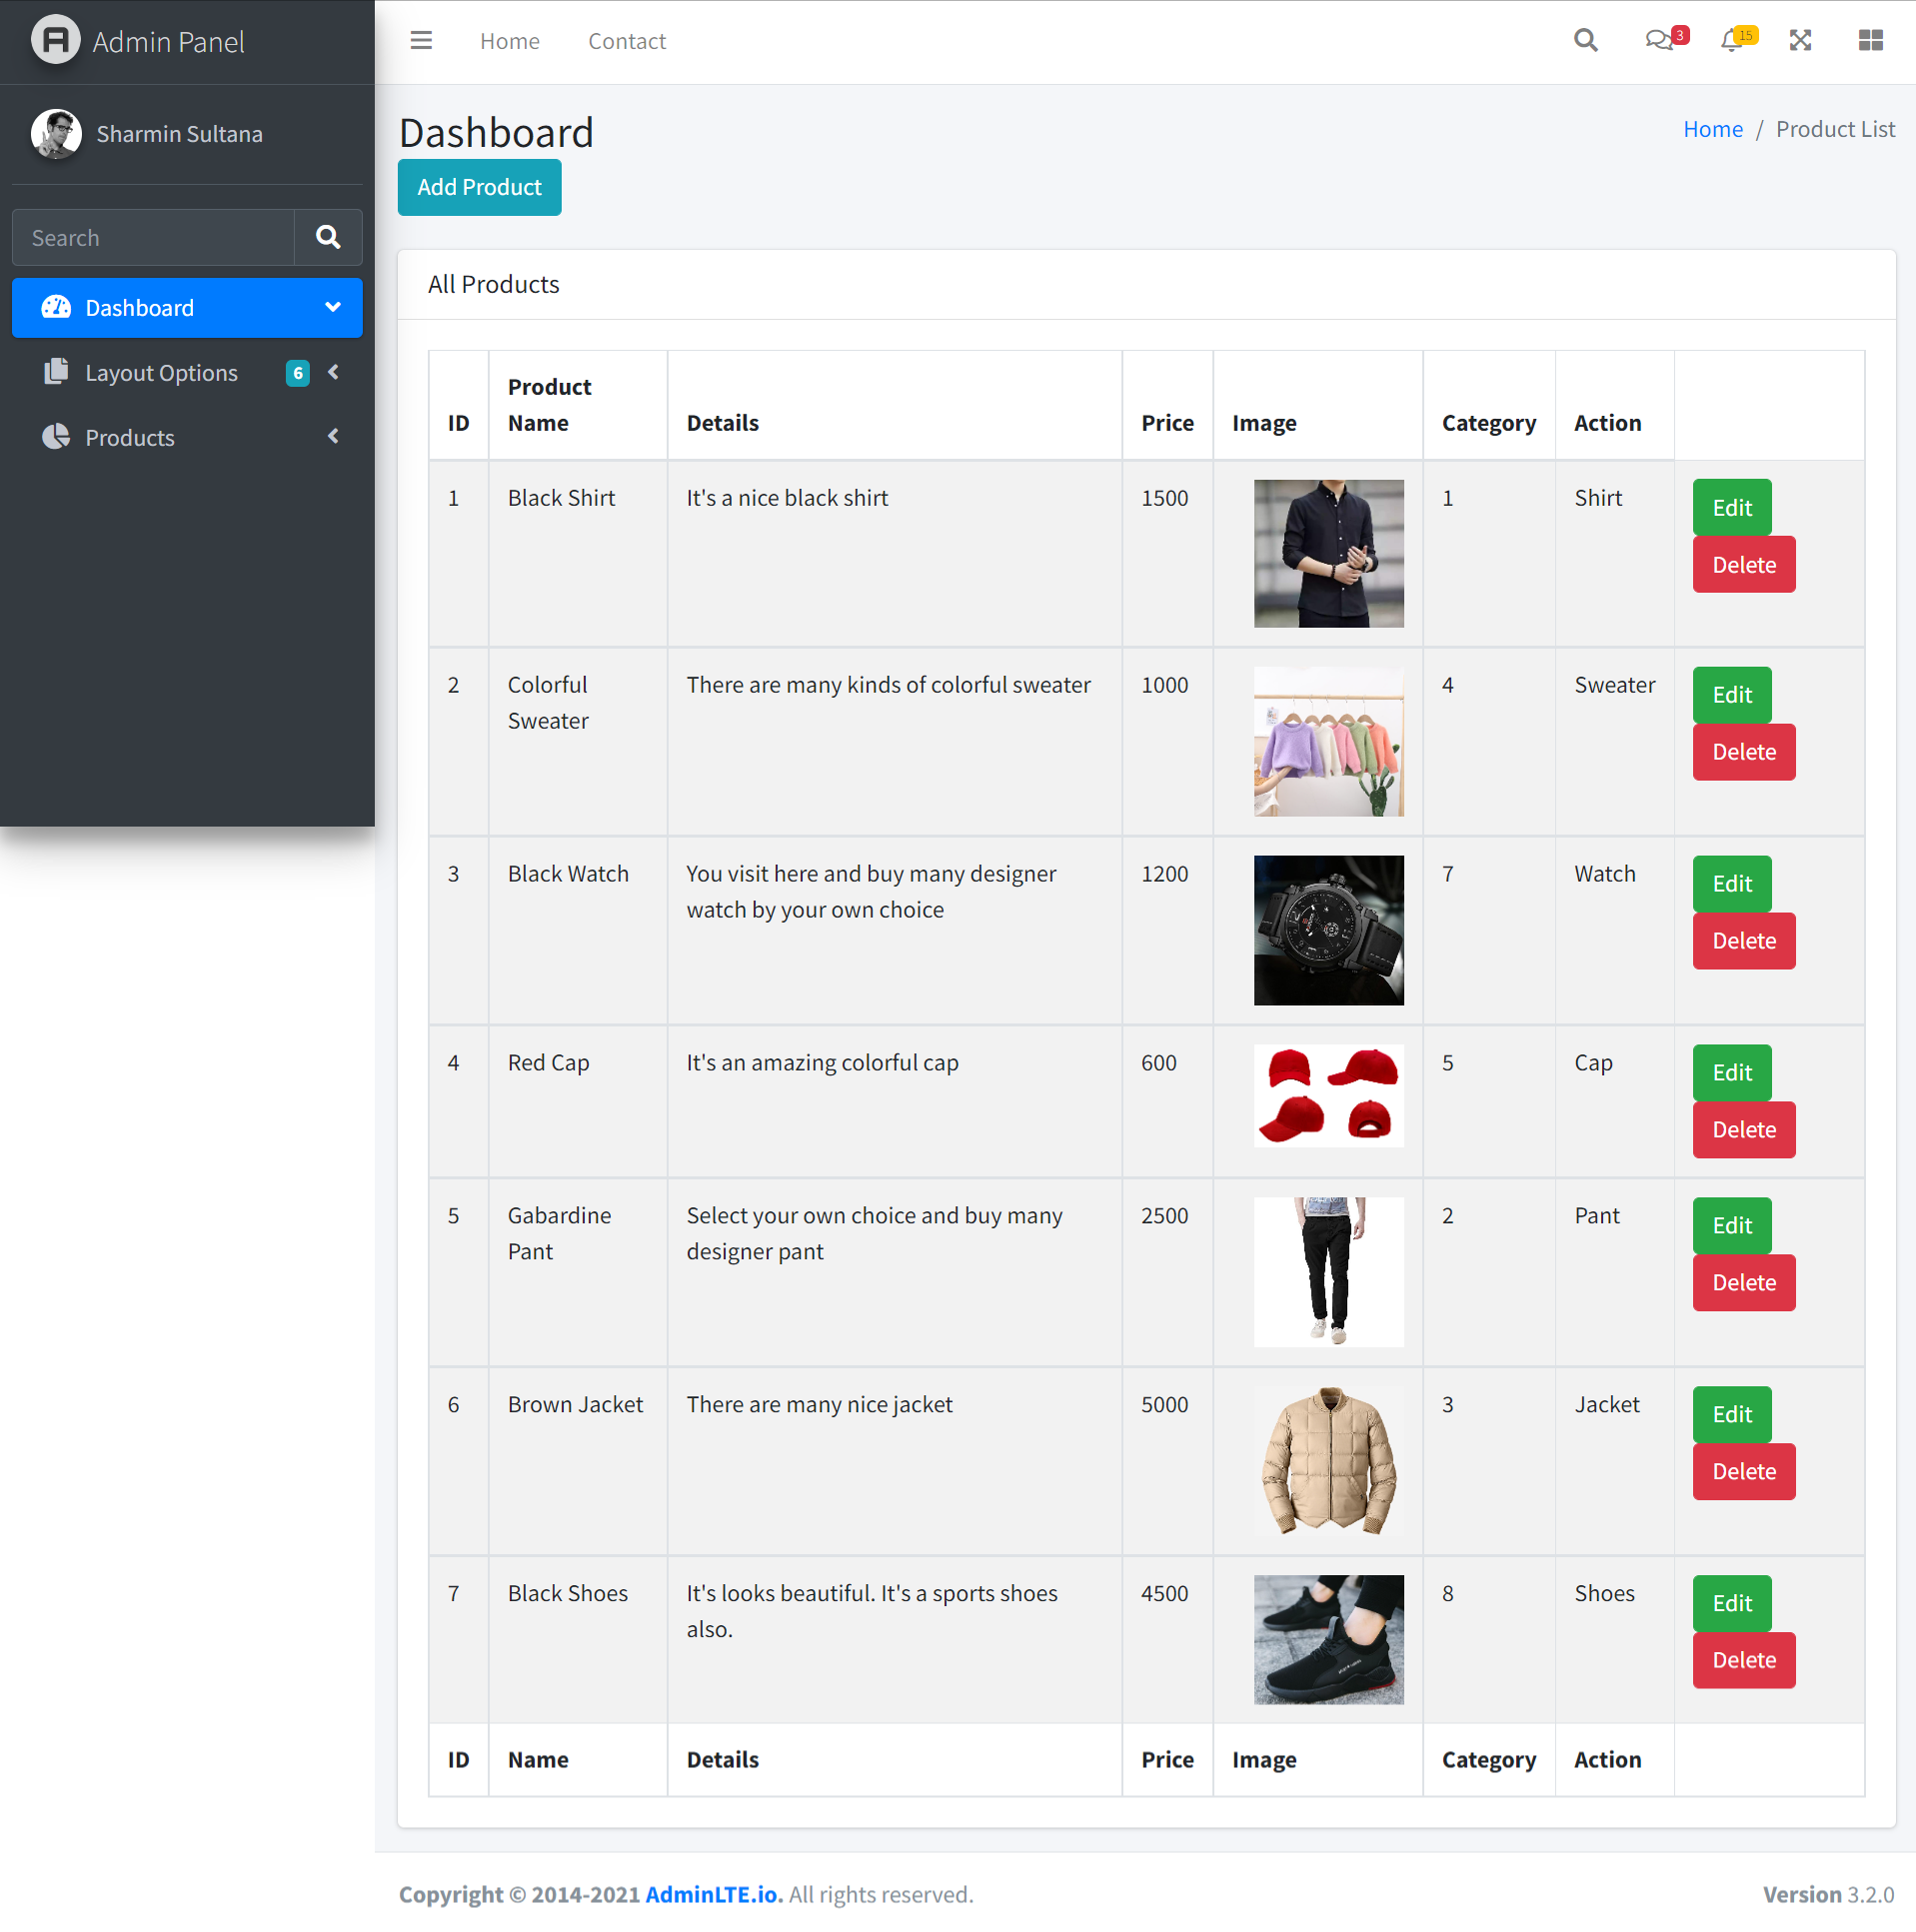 Admin Panel
Home
Contact
3
15
Sharmin Sultana
Dashboard
Home / Product List
Add Product
Search
Dashboard
Layout Options 6
Products
All Products
ID Product Name Details Price Image Category Action
1 Black Shirt It's a nice black shirt 1500 1 Shirt Edit
Delete
2 Colorful There are many kinds of colorful sweater 1000 4 Sweater Edit
Sweater Delete
3 Black Watch You visit here and buy many designer 1200 7 Watch Edit
watch by your own choice Delete
4 Red Cap It's an amazing colorful cap 600 5 Cap Edit
Delete
5 Gabardine Select your own choice and buy many 2500 2 Pant Edit
Pant designer pant Delete
6 Brown Jacket There are many nice jacket 5000 3 Jacket Edit
Delete
7 Black Shoes It's looks beautiful. It's a sports shoes 4500 8 Shoes Edit
also. Delete
ID Name Details Price Image Category Action
Copyright © 2014-2021 AdminLTE.io. All rights reserved.
Version 3.2.0